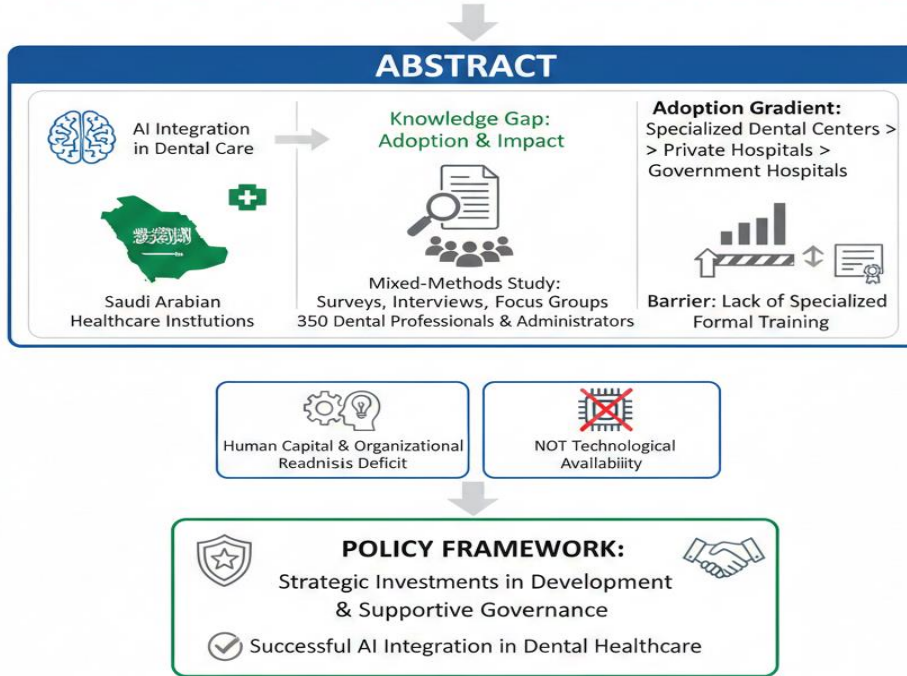 ABSTRACT
AI Integration
in Dental Care
Saudi Arabian
Healthcare Instlutions
Knowledge Gap:
Adoption & Impact
Mixed-Methods Study:
Surveys, Interviews, Focus Groups
350 Dental Professionals & Administrators
Adoption Gradient:
Specialized Dental Centers >
> Private Hospitals >
Government Hospitals
Barrier: Lack of Specialized
Formal Training
Human Capital & Organizational
Readnisis Deficit
NOT Technological
Availabiiity
POLICY FRAMEWORK:
Strategic Investments in Development
& Supportive Governance
Successful AI Integration in Dental Healthcare